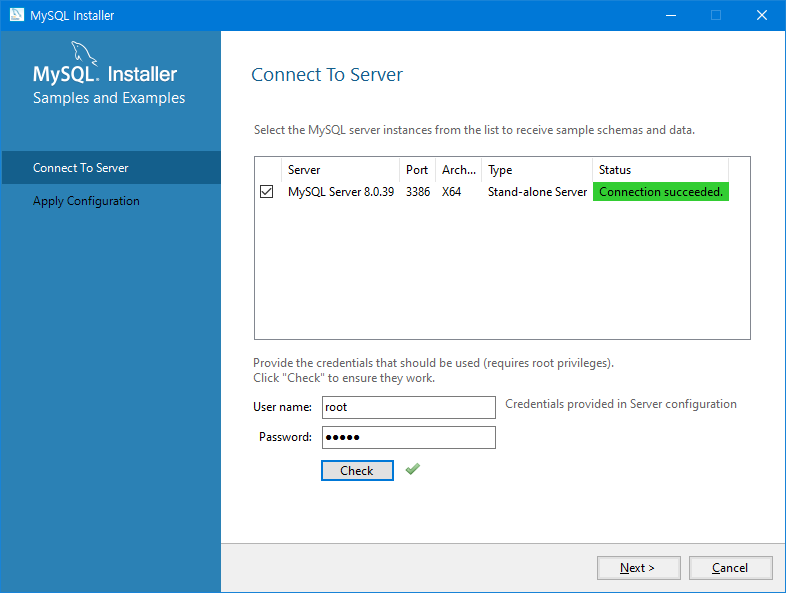 MySQL Installer
MySQL. Installer
Samples and Examples
Connect To Server
Apply Configuration
Connect To Server
Select the MySQL server instances from the list to receive sample schemas and data.
Server Port Arch... Type Status
MySQL Server 8.0.39 3386 X64 Stand-alone Server Connection succeeded.
Provide the credentials that should be used (requires root privileges).
Click "Check" to ensure they work.
User name: root Credentials provided in Server configuration
Password: ●●●●●
Check
Next > Cancel